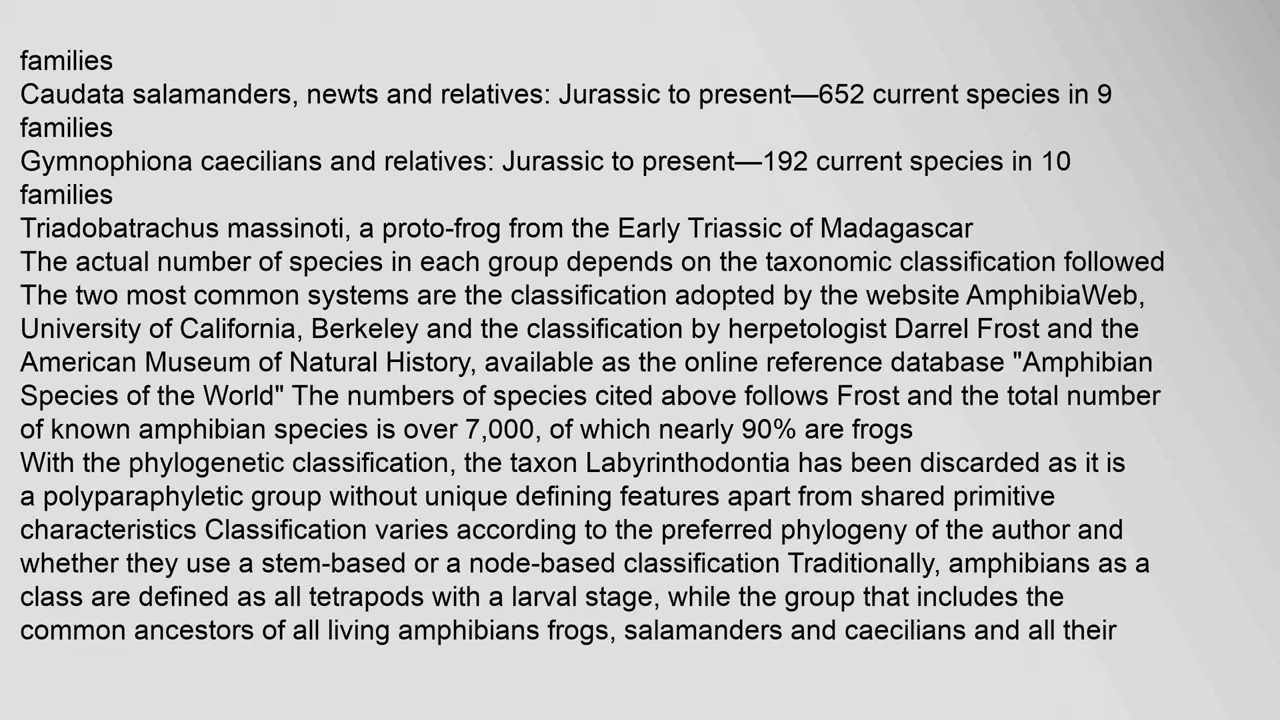 families
Caudata salamanders, newts and relatives: Jurassic to present—652 current species in 9
families
Gymnophiona caecilians and relatives: Jurassic to present—192 current species in 10
families
Triadobatrachus massinoti, a proto-frog from the Early Triassic of Madagascar
The actual number of species in each group depends on the taxonomic classification followed
The two most common systems are the classification adopted by the website AmphibiaWeb,
University of California, Berkeley and the classification by herpetologist Darrel Frost and the
American Museum of Natural History, available as the online reference database "Amphibian
Species of the World" The numbers of species cited above follows Frost and the total number
of known amphibian species is over 7,000, of which nearly 90% are frogs
With the phylogenetic classification, the taxon Labyrinthodontia has been discarded as it is
a polyparaphyletic group without unique defining features apart from shared primitive
characteristics Classification varies according to the preferred phylogeny of the author and
whether they use a stem-based or a node-based classification Traditionally, amphibians as a
class are defined as all tetrapods with a larval stage, while the group that includes the
common ancestors of all living amphibians frogs, salamanders and caecilians and all their